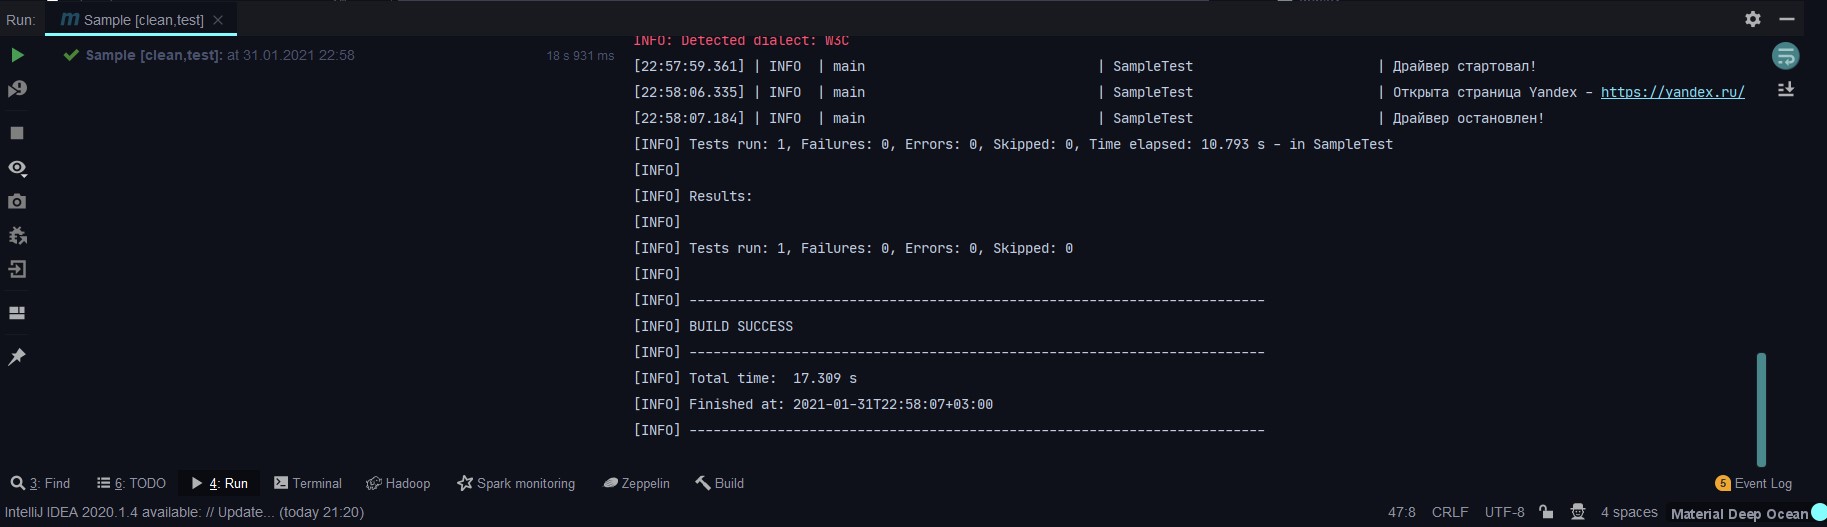 Run: m Sample [clean,test] ×
Sample [clean,test]: at 31.01.2021 22:58 18 s 931 ms
INFO: Detected dialect: W3C
[22:57:59.361] | INFO | main | SampleTest | Драйвер стартовал!
[22:58:06.335] | INFO | main | SampleTest | Открыта страница Yandex - https://yandex.ru/
[22:58:07.184] | INFO | main | SampleTest | Драйвер остановлен!
[INFO] Tests run: 1, Failures: 0, Errors: 0, Skipped: 0, Time elapsed: 10.793 s - in SampleTest
[INFO]
[INFO] Results:
[INFO]
[INFO] Tests run: 1, Failures: 0, Errors: 0, Skipped: 0
[INFO]
[INFO] ------------------------------------------------------------------------
[INFO] BUILD SUCCESS
[INFO] ------------------------------------------------------------------------
[INFO] Total time:  17.309 s
[INFO] Finished at: 2021-01-31T22:58:07+03:00
[INFO] ------------------------------------------------------------------------
3: Find 6: TODO 4: Run Terminal Hadoop Spark monitoring Zeppelin Build 5 Event Log
IntelliJ IDEA 2020.1.4 available: // Update... (today 21:20) 47:8 CRLF UTF-8 4 spaces Material Deep Ocean